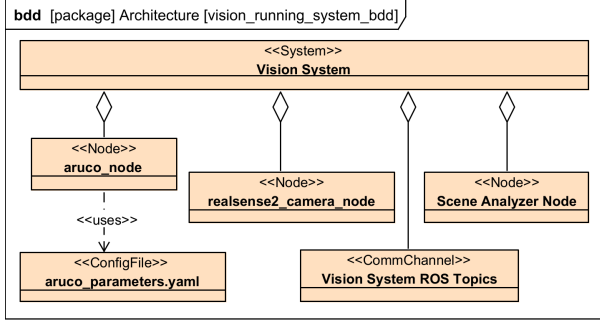 bdd [package] Architecture [vision_running_system_bdd]
<<System>>
Vision System
<<Node>>
aruco_node
<<Node>>
realsense2_camera_node
<<Node>>
Scene Analyzer Node
<<uses>>
<<ConfigFile>>
aruco_parameters.yaml
<<CommChannel>>
Vision System ROS Topics